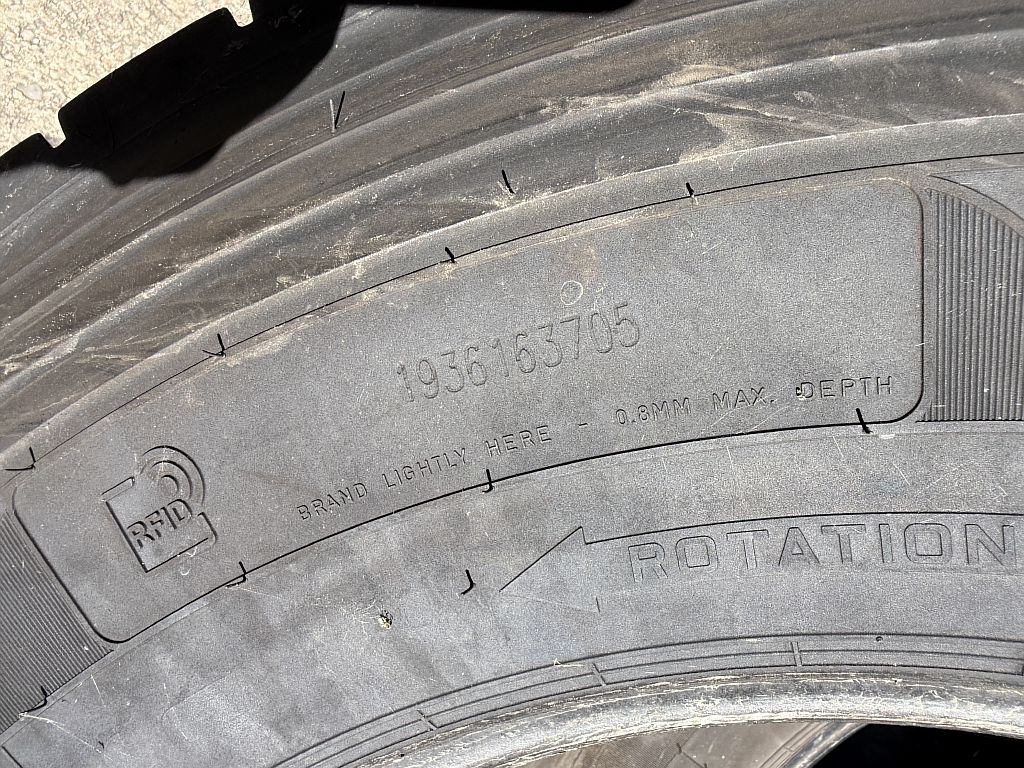 1936163705
BRAND LIGHTLY HERE - 0.8MM MAX. DEPTH
RFID
ROTATION